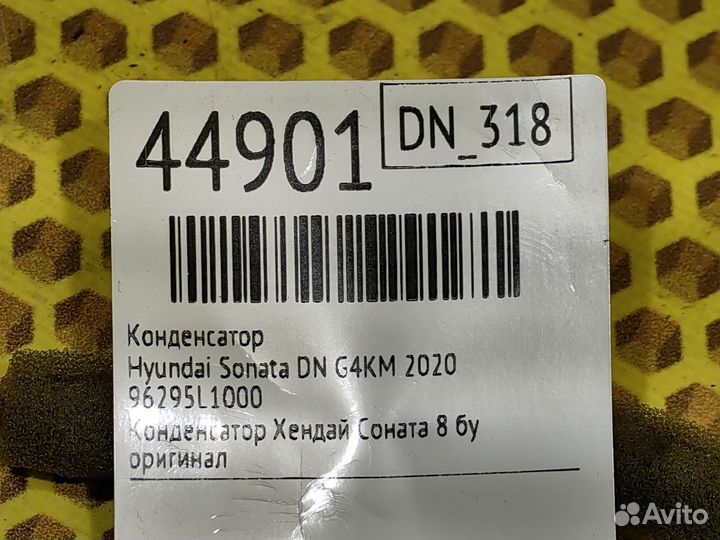 44901
DN_318
Конденсатор
Hyundai Sonata DN G4KM 2020
96295L1000
Конденсатор Хендай Соната 8 бу
оригинал
Avito